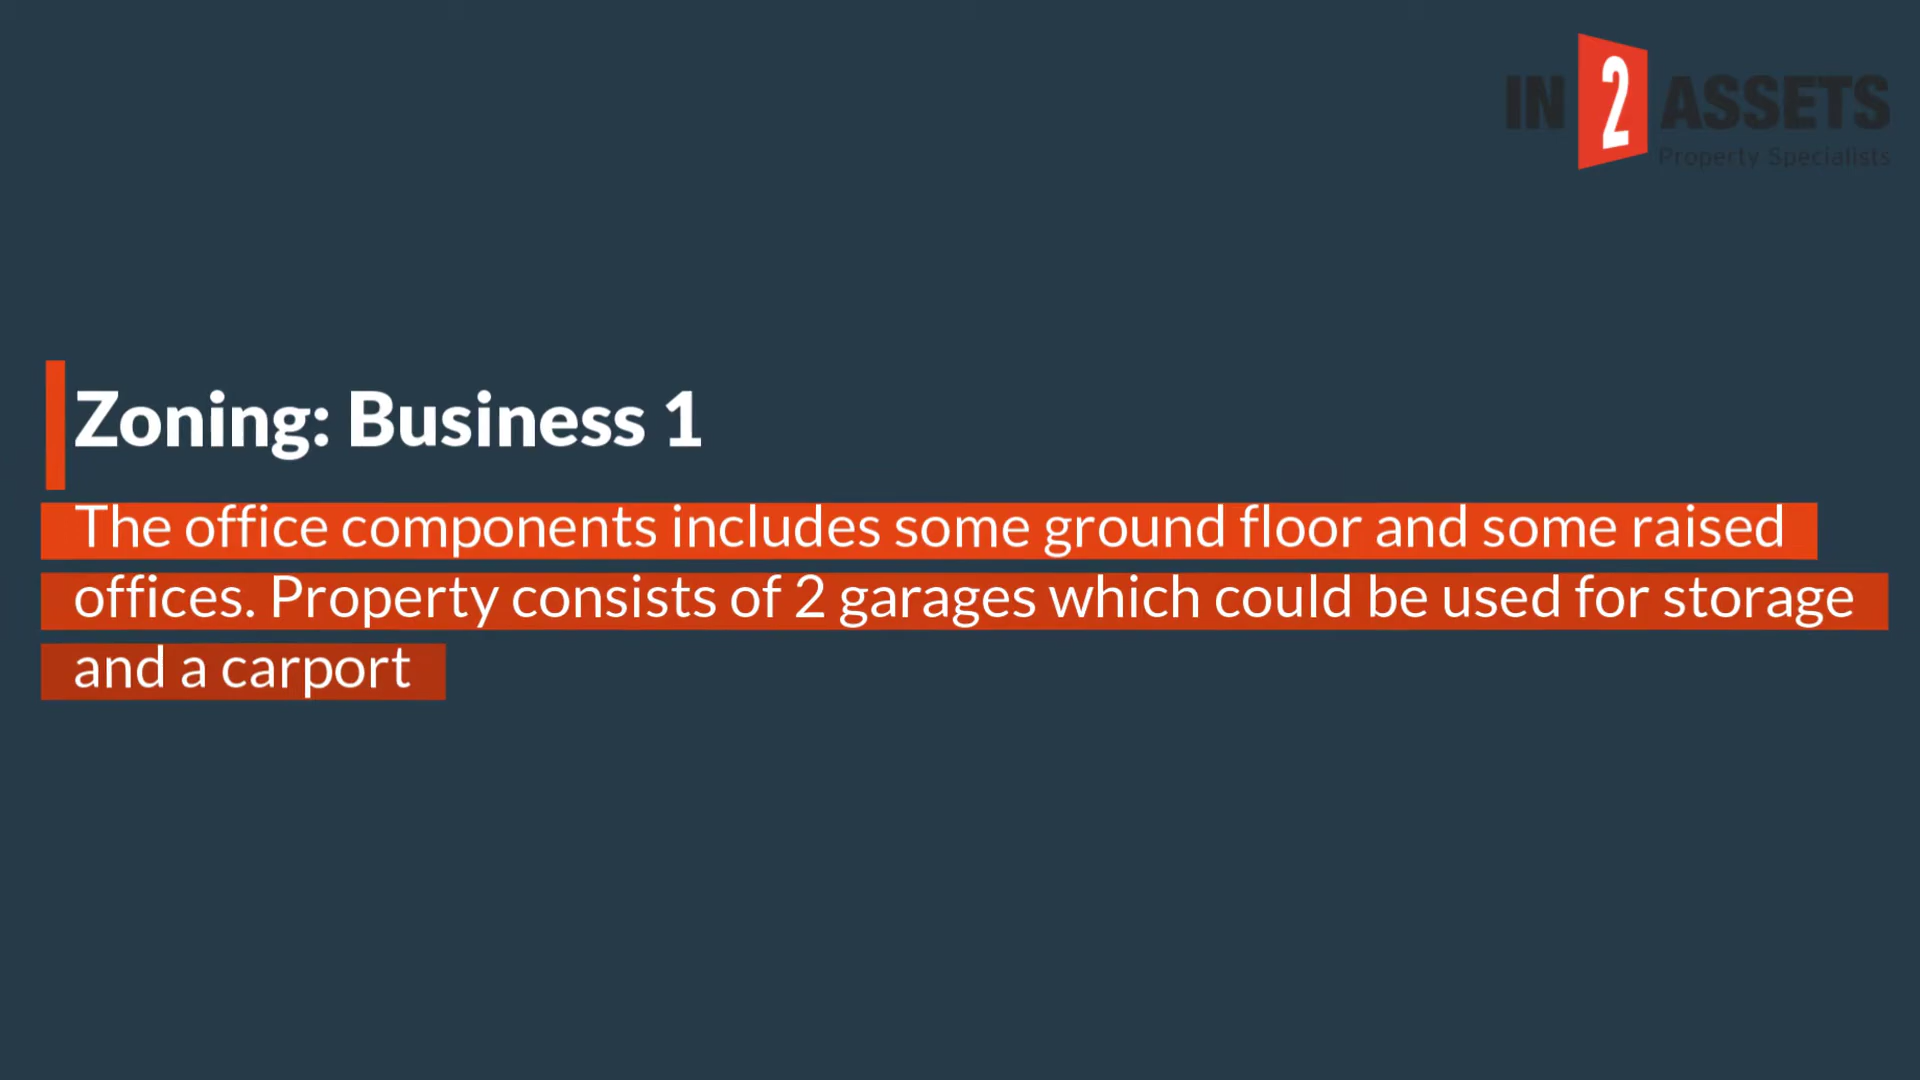 IN 2 ASSETS
Property Specialists
Zoning: Business 1
The office components includes some ground floor and some raised
offices. Property consists of 2 garages which could be used for storage
and a carport